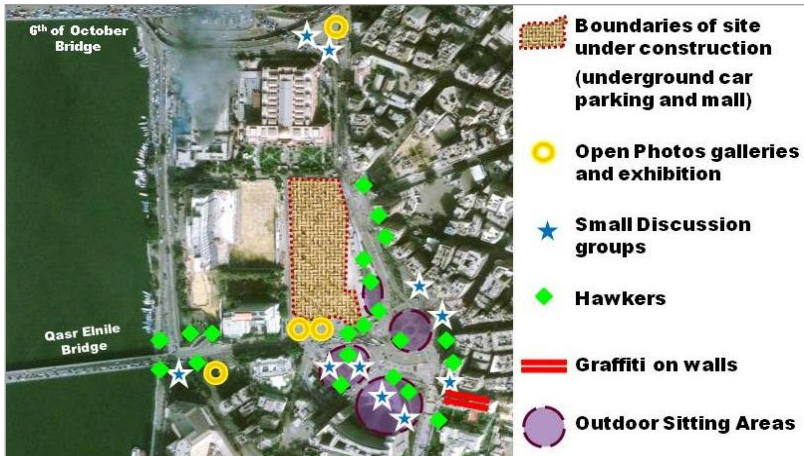 6th of October
Bridge
Qasr Elnile
Bridge
Boundaries of site
under construction
(underground car
parking and mall)
Open Photos galleries
and exhibition
Small Discussion
groups
Hawkers
Graffiti on walls
Outdoor Sitting Areas